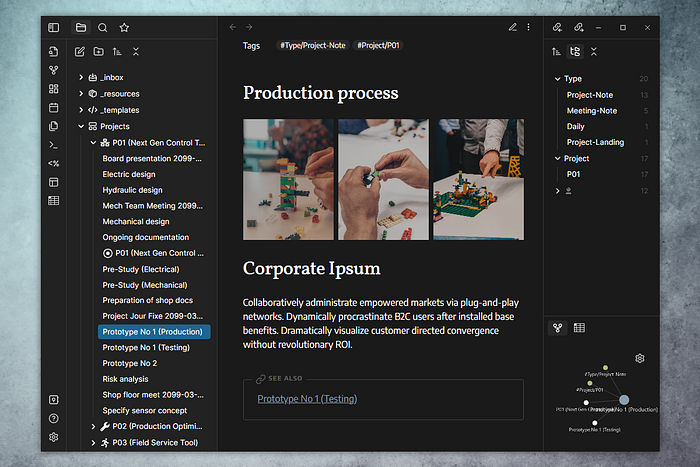 Tags
#Type/Project-Note
#Project/P01
_inbox
_resources
_templates
Projects
P01 (Next Gen Control T...
Board presentation 2099-...
Electric design
Hydraulic design
Mech Team Meeting 2099...
Mechanical design
Ongoing documentation
P01 (Next Gen Control ...
Pre-Study (Electrical)
Pre-Study (Mechanical)
Preparation of shop docs
Project Jour Fixe 2099-03...
Prototype No 1 (Production)
Prototype No 1 (Testing)
Prototype No 2
Risk analysis
Shop floor meet 2099-03-...
Specify sensor concept
P02 (Production Optimi...
P03 (Field Service Tool)
Production process
Corporate Ipsum
Collaboratively administrate empowered markets via plug-and-play
networks. Dynamically procrastinate B2C users after installed base
benefits. Dramatically visualize customer directed convergence
without revolutionary ROI.
SEE ALSO
Prototype No 1 (Testing)
Type 20
Project-Note 13
Meeting-Note 5
Daily 1
Project-Landing 1
Project 17
P01 17
12
#Type/Project-Note
#Project/P01
P01 (Next Gen
Prototype No 1 (Production)
Prototype No 1 (Testing)